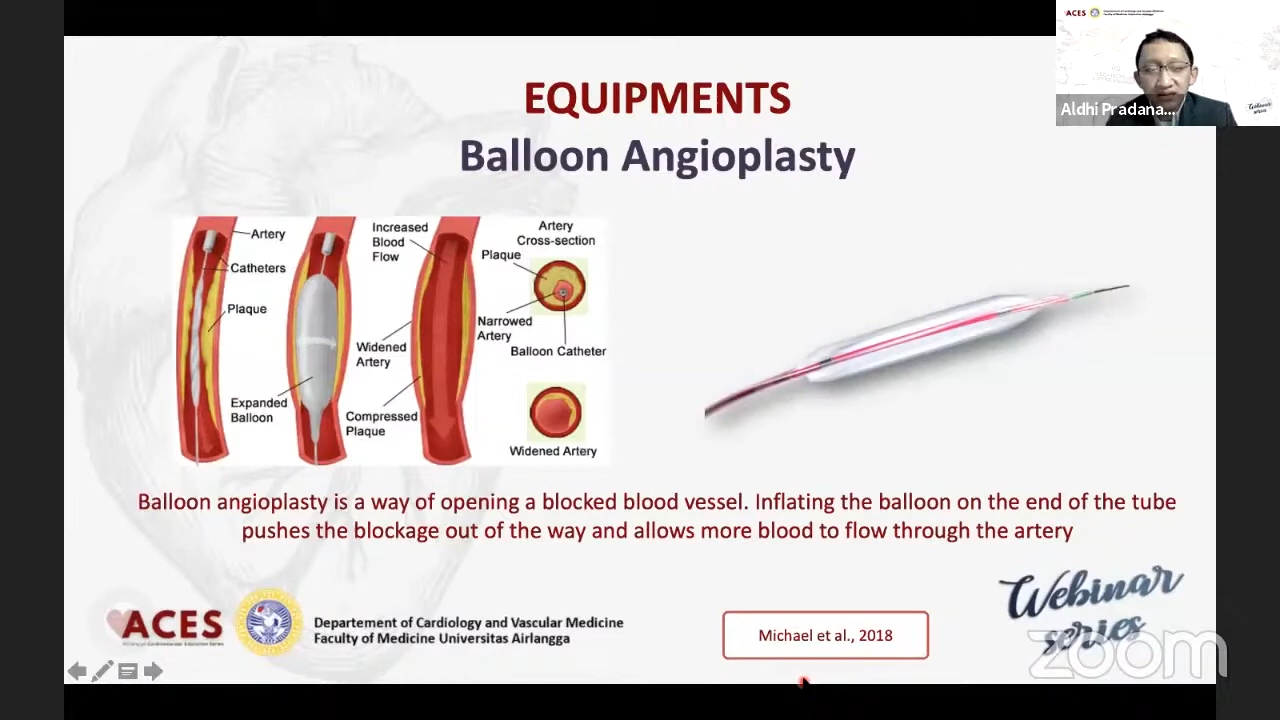 ACES
Aldhi Pradana...
EQUIPMENTS
Balloon Angioplasty
Artery
Catheters
Plaque
Expanded
Balloon
Increased
Blood
Flow
Widened
Artery
Compressed
Plaque
Artery
Cross-section
Plaque
Narrowed
Artery
Balloon Catheter
Widened Artery
Balloon angioplasty is a way of opening a blocked blood vessel. Inflating the balloon on the end of the tube
pushes the blockage out of the way and allows more blood to flow through the artery
ACES
Departement of Cardiology and Vascular Medicine
Faculty of Medicine Universitas Airlangga
Michael et al., 2018
Webinar
series
zoom